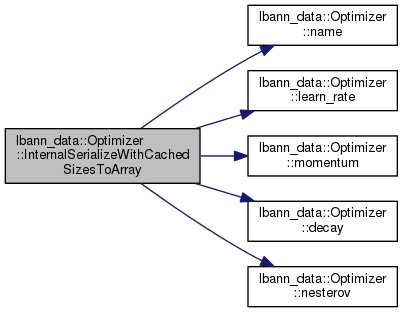 lbann_data::Optimizer
::InternalSerializeWithCached
SizesToArray
lbann_data::Optimizer
::name
lbann_data::Optimizer
::learn_rate
lbann_data::Optimizer
::momentum
lbann_data::Optimizer
::decay
lbann_data::Optimizer
::nesterov